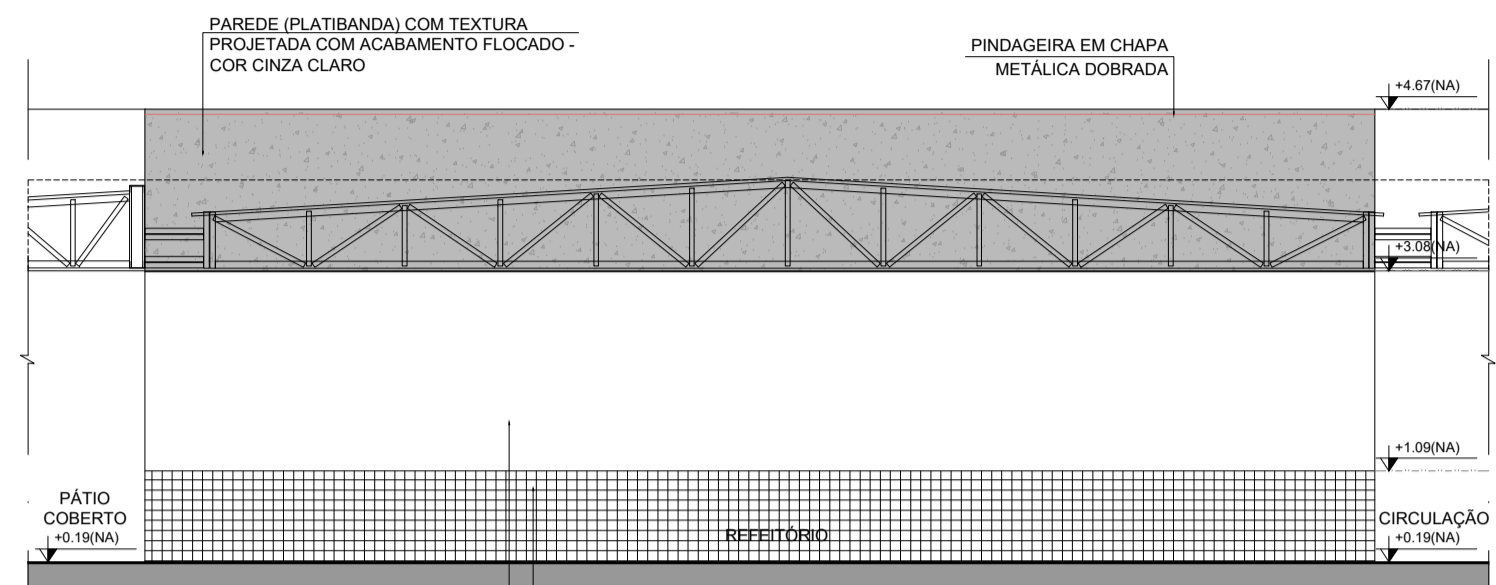 PAREDE (PLATIBANDA) COM TEXTURA
PROJETADA COM ACABAMENTO FLOCADO -
COR CINZA CLARO
PINDAGEIRA EM CHAPA
METÁLICA DOBRADA
+4.67(NA)
+3.08(NA)
+1.09(NA)
PÁTIO
COBERTO
+0.19(NA)
REFEITÓRIO
CIRCULAÇÃO
+0.19(NA)